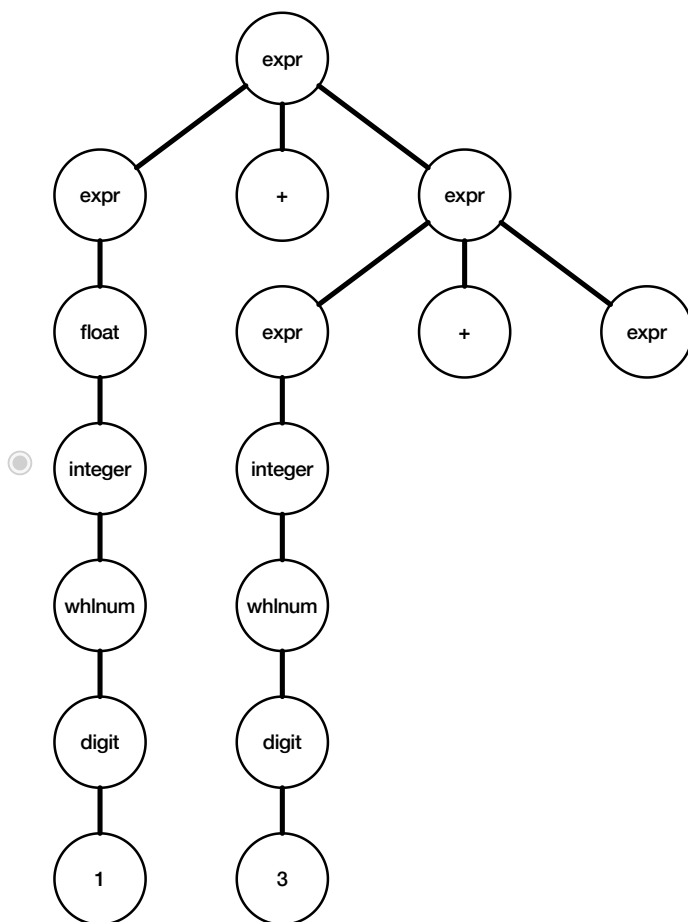 expr
expr + expr
float expr + expr
integer integer
whlnum whlnum
digit digit
1 3